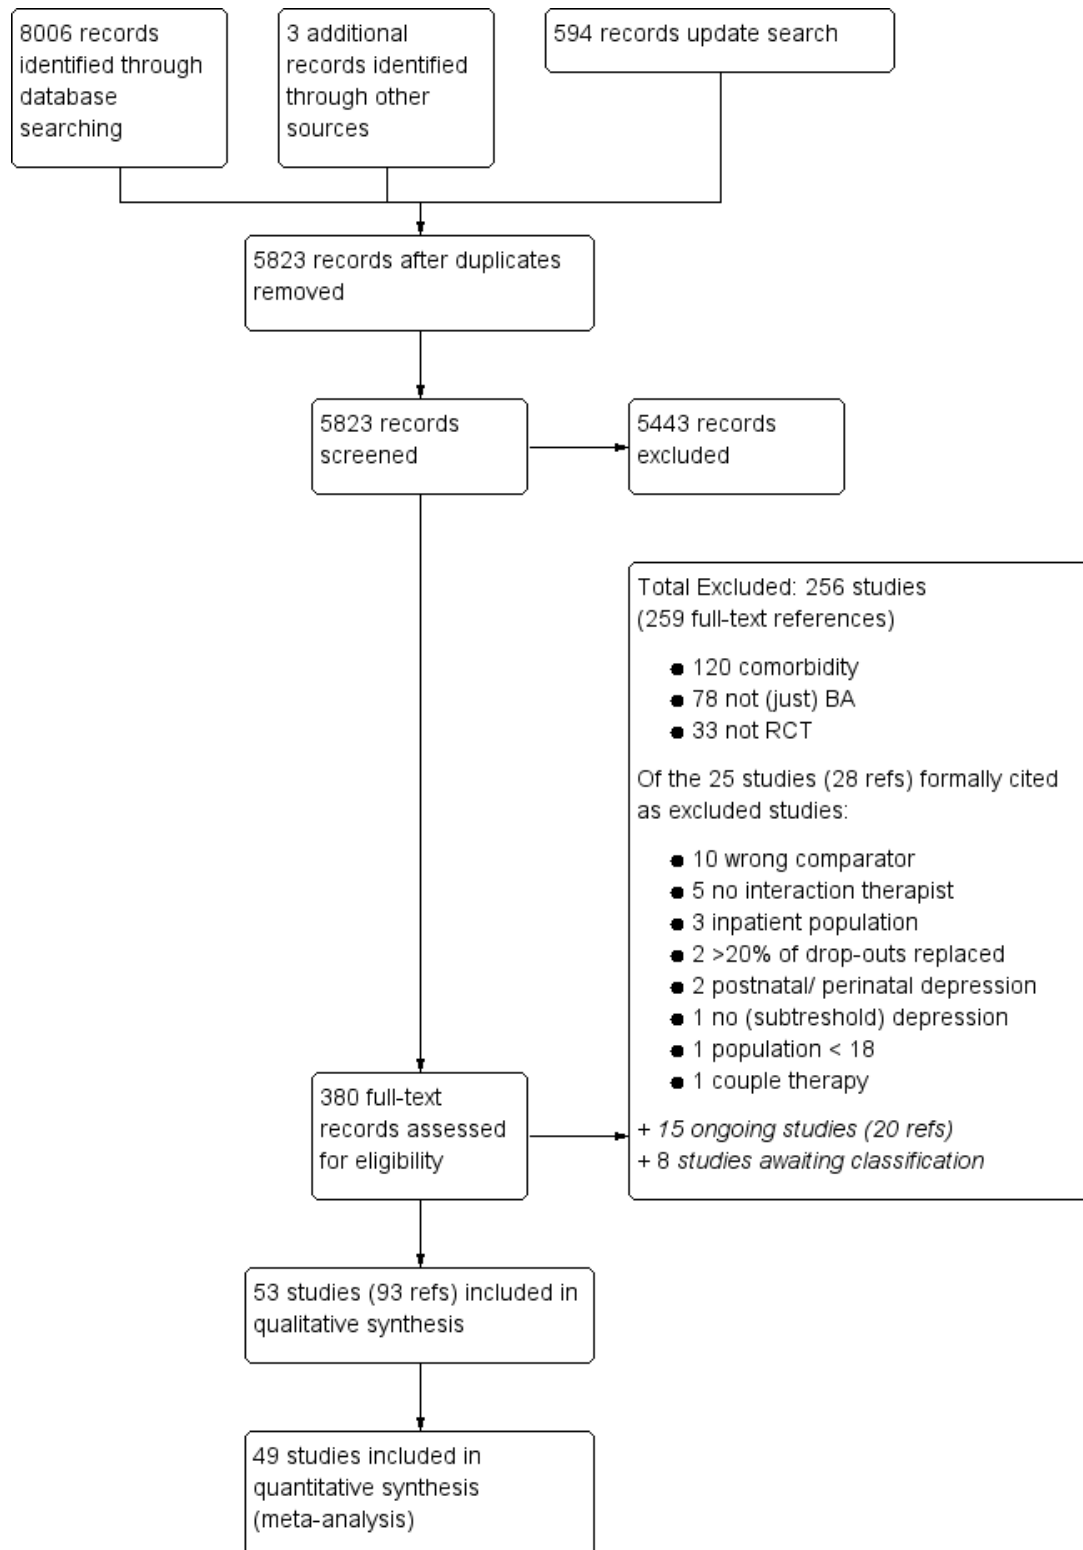 8006 records
identified through
database
searching
3 additional
records identified
through other
sources
594 records update search
5823 records after duplicates
removed
5823 records
screened
5443 records
excluded
Total Excluded: 256 studies
(259 full-text references)
● 120 comorbidity
● 78 not (just) BA
● 33 not RCT
Of the 25 studies (28 refs) formally cited
as excluded studies:
● 10 wrong comparator
● 5 no interaction therapist
● 3 inpatient population
● 2 >20% of drop-outs replaced
● 2 postnatal/ perinatal depression
● 1 no (subtreshold) depression
● 1 population < 18
● 1 couple therapy
+ 15 ongoing studies (20 refs)
+ 8 studies awaiting classification
380 full-text
records assessed
for eligibility
53 studies (93 refs) included in
qualitative synthesis
49 studies included in
quantitative synthesis
(meta-analysis)